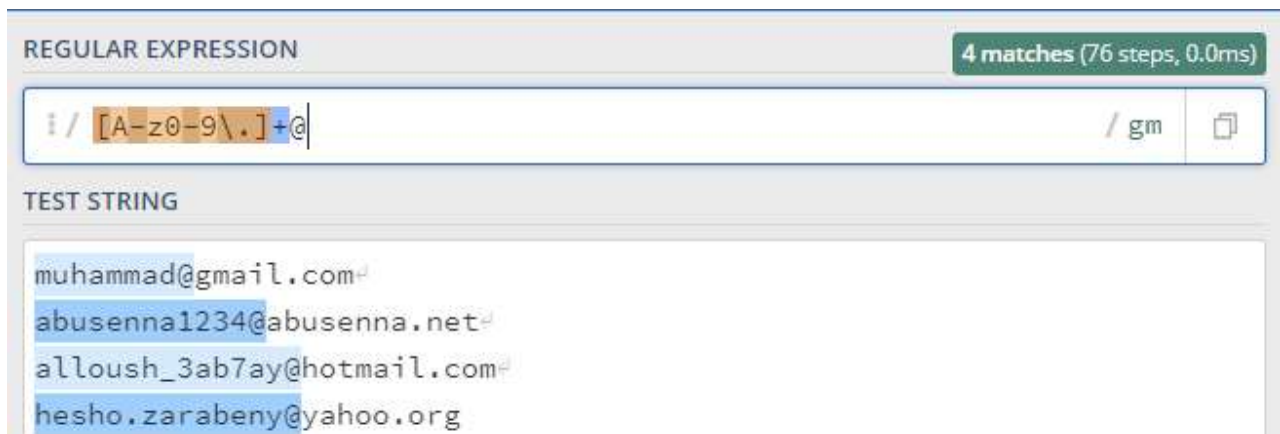 REGULAR EXPRESSION
4 matches (76 steps, 0.0ms)
/ [A-z0-9\.]+@ / gm
TEST STRING
muhammad@gmail.com
abusenna1234@abusenna.net
alloush_3ab7ay@hotmail.com
hesho.zarabeny@yahoo.org